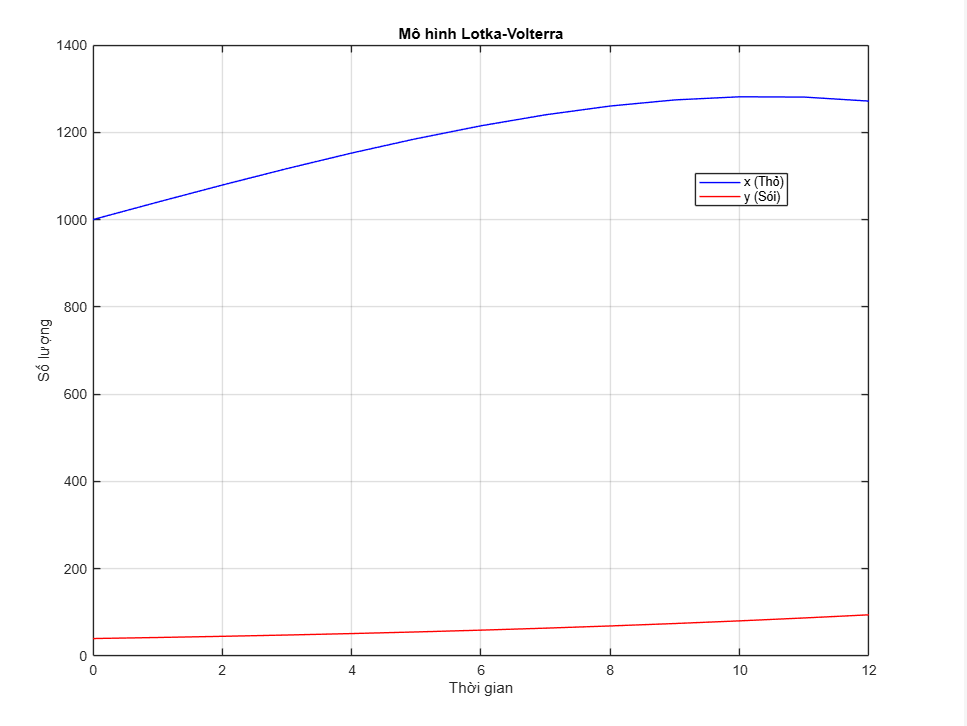 Mô hình Lotka-Volterra
1400
1200
1000
800
600
400
200
0
Số lượng
x (Thỏ)
y (Sói)
0 2 4 6 8 10 12
Thời gian